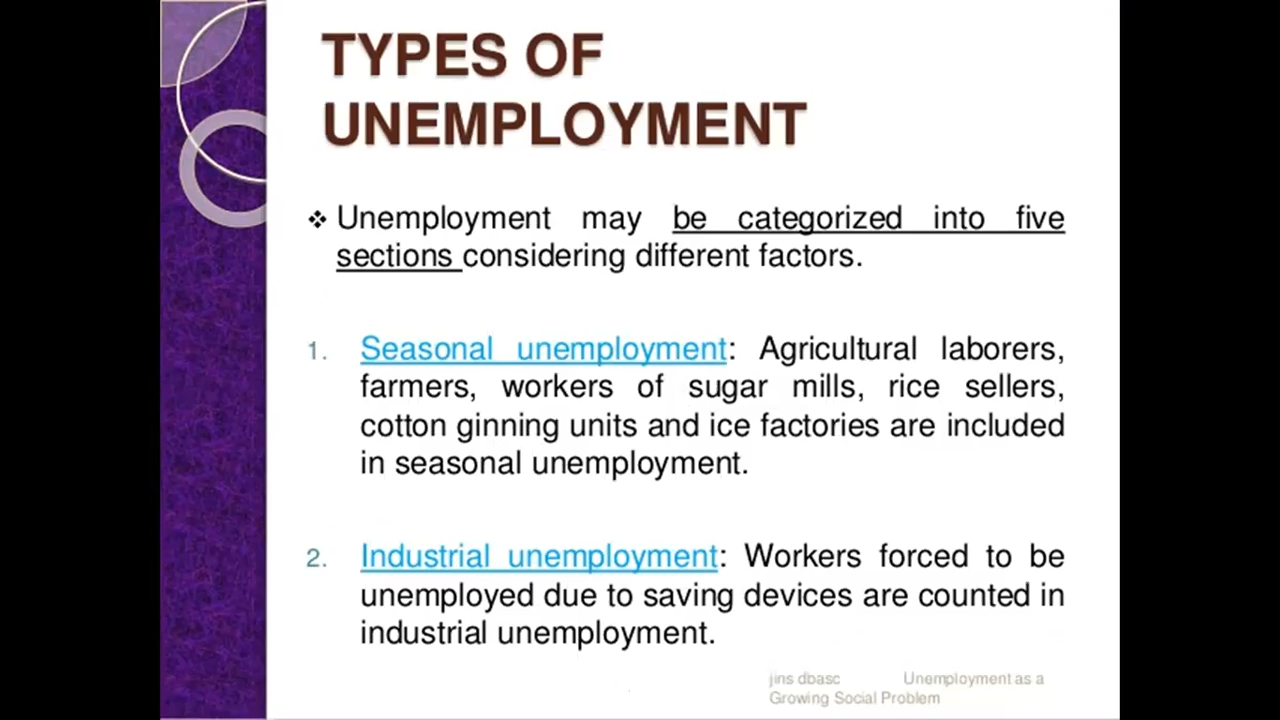 TYPES OF
UNEMPLOYMENT
❖ Unemployment may be categorized into five
sections considering different factors.
1. Seasonal unemployment: Agricultural laborers,
farmers, workers of sugar mills, rice sellers,
cotton ginning units and ice factories are included
in seasonal unemployment.
2. Industrial unemployment: Workers forced to be
unemployed due to saving devices are counted in
industrial unemployment.
jins dbasc Unemployment as a
Growing Social Problem